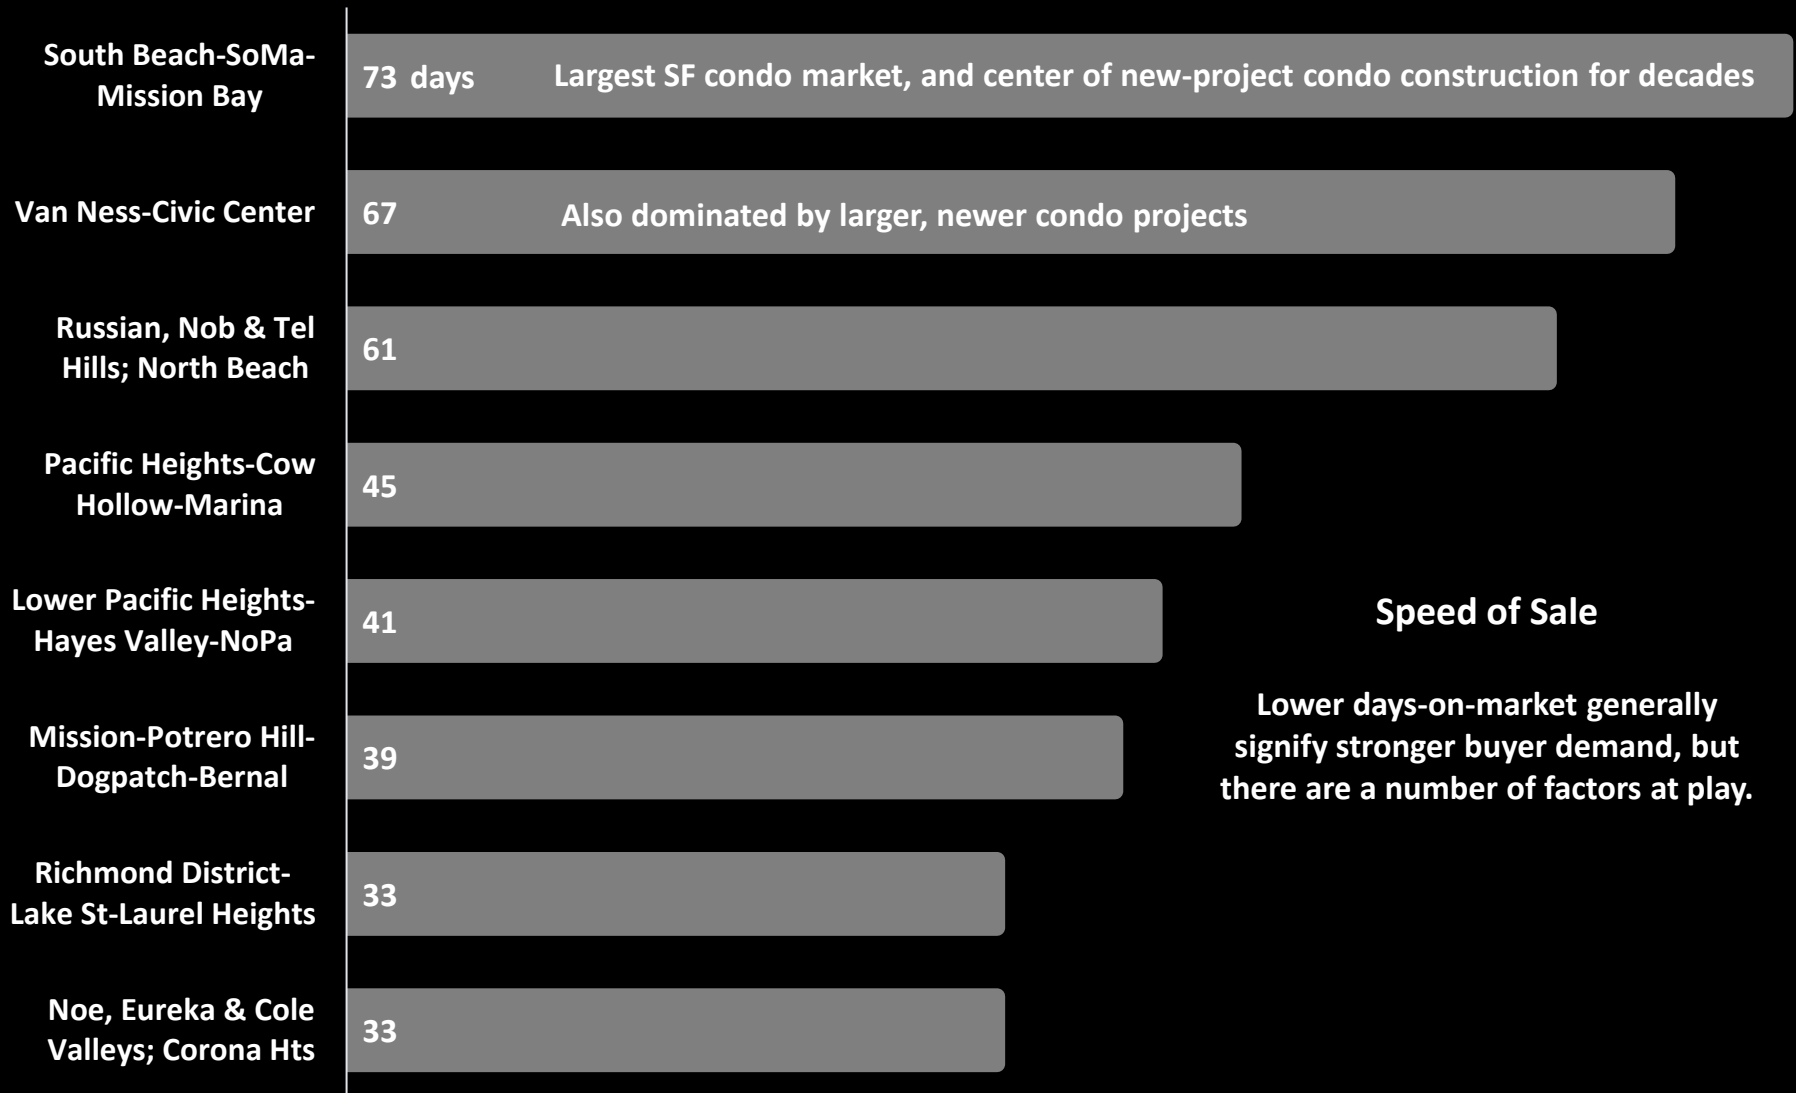 South Beach-SoMa-
Mission Bay
73 days
Largest SF condo market, and center of new-project condo construction for decades
Van Ness-Civic Center
67
Also dominated by larger, newer condo projects
Russian, Nob & Tel
Hills; North Beach
61
Pacific Heights-Cow
Hollow-Marina
45
Lower Pacific Heights-
Hayes Valley-NoPa
41
Mission-Potrero Hill-
Dogpatch-Bernal
39
Richmond District-
Lake St-Laurel Heights
33
Noe, Eureka & Cole
Valleys; Corona Hts
33
Speed of Sale
Lower days-on-market generally
signify stronger buyer demand, but
there are a number of factors at play.